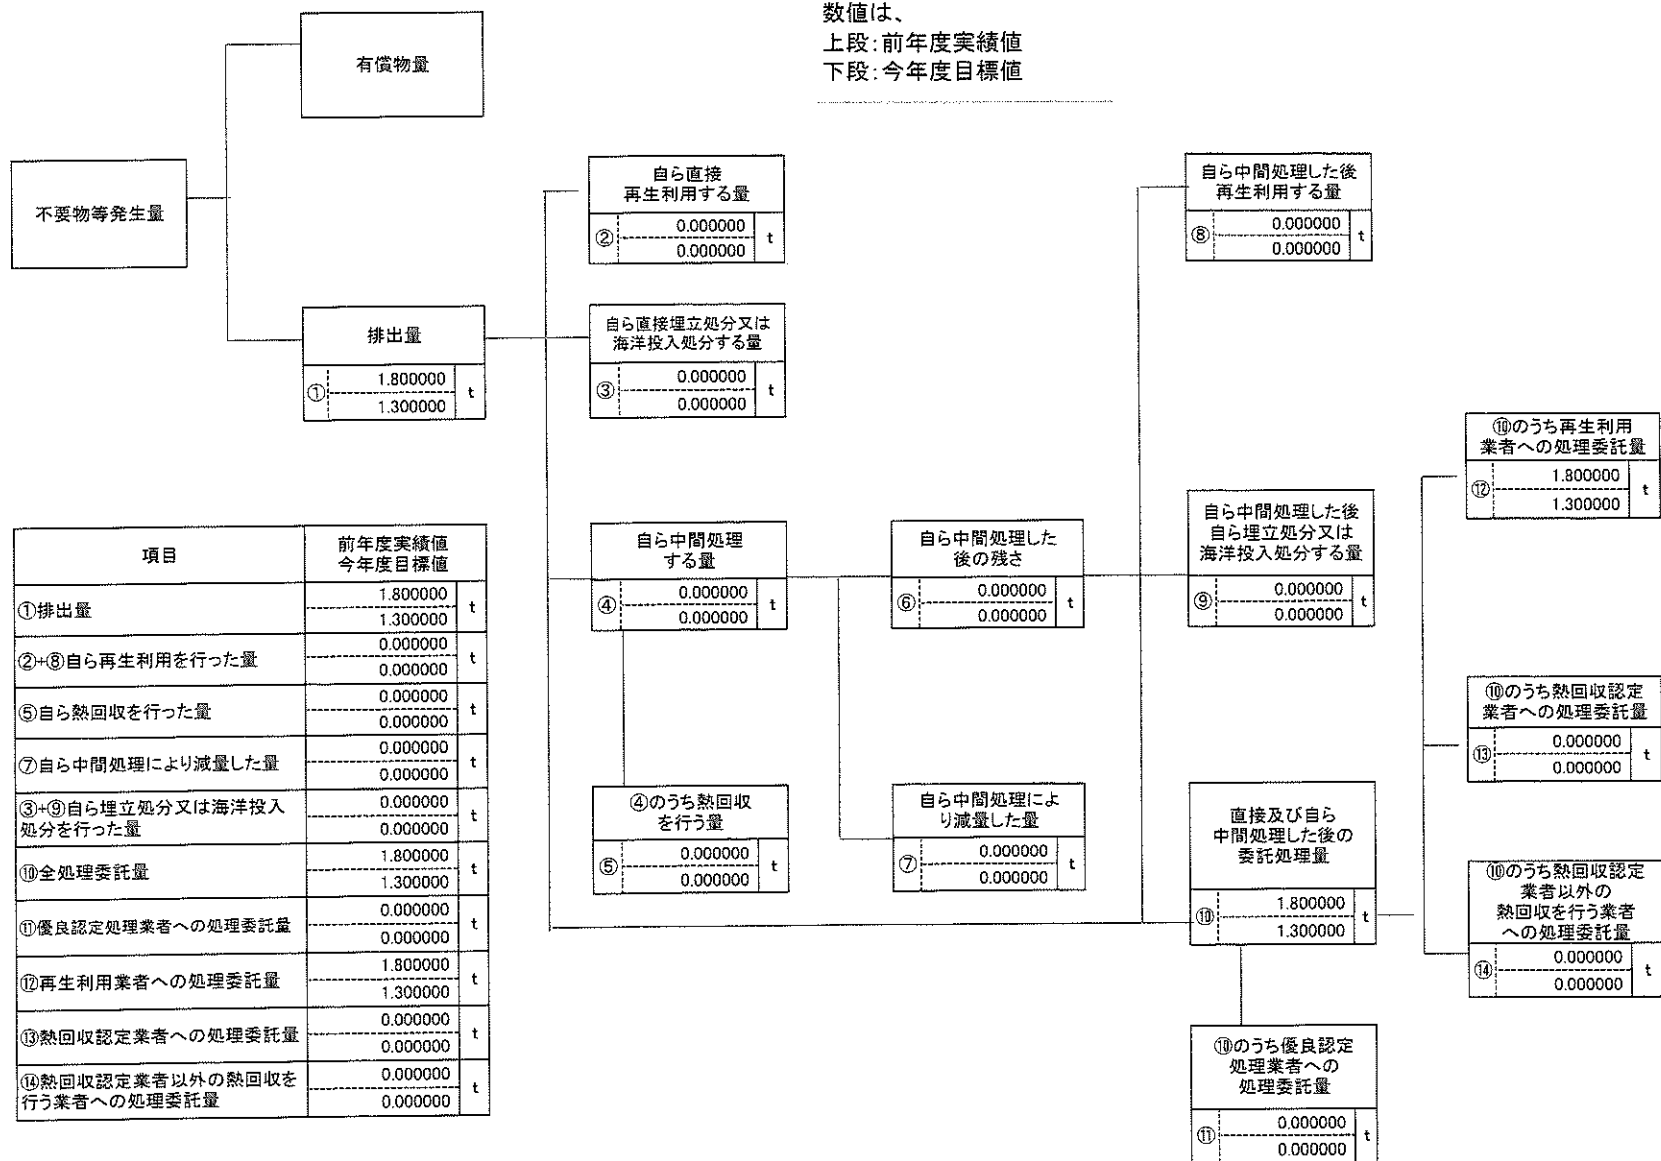 数値は、
上段:前年度実績値
下段:今年度目標値
有償物量
不要物等発生量
排出量
① 1.800000 t
1.300000
自ら直接
再生利用する量
② 0.000000 t
0.000000
自ら直接埋立処分又は
海洋投入処分する量
③ 0.000000 t
0.000000
自ら中間処理
する量
④ 0.000000 t
0.000000
④のうち熱回収
を行う量
⑤ 0.000000 t
0.000000
自ら中間処理した
後の残さ
⑥ 0.000000 t
0.000000
自ら中間処理によ
り減量した量
⑦ 0.000000 t
0.000000
自ら中間処理した後
再生利用する量
⑧ 0.000000 t
0.000000
自ら中間処理した後
自ら埋立処分又は
海洋投入処分する量
⑨ 0.000000 t
0.000000
直接及び自ら
中間処理した後の
委託処理量
⑩ 1.800000 t
1.300000
⑩のうち優良認定
処理業者への
処理委託量
⑪ 0.000000 t
0.000000
⑩のうち再生利用
業者への処理委託量
⑫ 1.800000 t
1.300000
⑩のうち熱回収認定
業者への処理委託量
⑬ 0.000000 t
0.000000
⑩のうち熱回収認定
業者以外の
熱回収を行う業者
への処理委託量
⑭ 0.000000 t
0.000000
項目 前年度実績値
今年度目標値
①排出量 1.800000 t
1.300000
②+⑧自ら再生利用を行った量 0.000000 t
0.000000
⑤自ら熱回収を行った量 0.000000 t
0.000000
⑦自ら中間処理により減量した量 0.000000 t
0.000000
③+⑨自ら埋立処分又は海洋投入
処分を行った量 0.000000 t
0.000000
⑩全処理委託量 1.800000 t
1.300000
⑪優良認定処理業者への処理委託量 0.000000 t
0.000000
⑫再生利用業者への処理委託量 1.800000 t
1.300000
⑬熱回収認定業者への処理委託量 0.000000 t
0.000000
⑭熱回収認定業者以外の熱回収を
行う業者への処理委託量 0.000000 t
0.000000